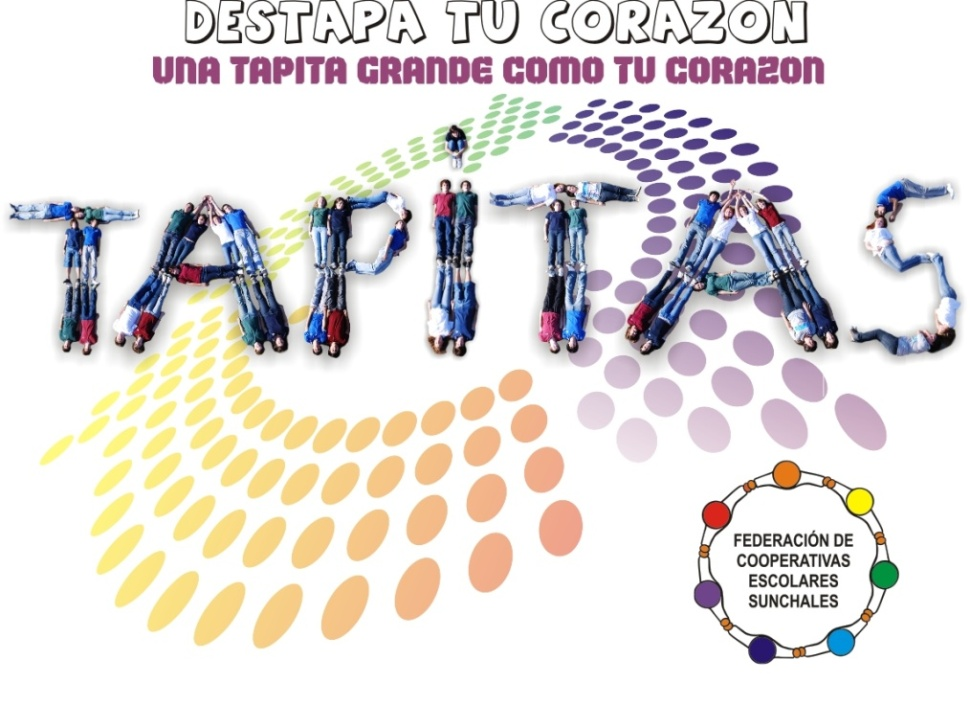 DESTAPA TU CORAZON
UNA TAPITA GRANDE COMO TU CORAZON
TAPITAS
FEDERACIÓN DE
COOPERATIVAS
ESCOLARES
SUNCHALES